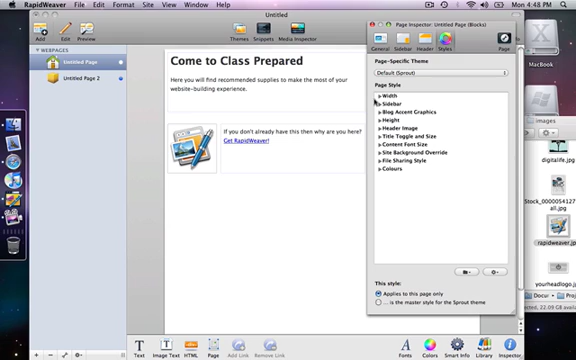 RapidWeaver File Edit Format Insert Page View Window Help
Mon Jan 5 4:48 PM
Untitled
Add Edit Preview
Themes Snippets Media Inspector
WEBPAGES
Untitled Page
Untitled Page 2
Come to Class Prepared
Here you will find recommended supplies to make the most of your
website-building experience.
If you don't already have this then why are you here?
Get RapidWeaver!
Page Inspector: Untitled Page (Blocks)
General Sidebar Header Styles Page
Page-Specific Theme
Default (Sprout)
Page Style
Width
Sidebar
Blog Accent Graphics
Height
Header Image
Title Toggle and Size
Content Font Size
Site Background Override
File Sharing Style
Colours
This style:
Applies to this page only
... is the master style for the Sprout theme
Text Image Text HTML Page Add Link Remove Link
Fonts Colors Smart Info Library Inspector
MacBook
images
digitalife.jpg
rapidweaver.jp
yourheadlogo.j